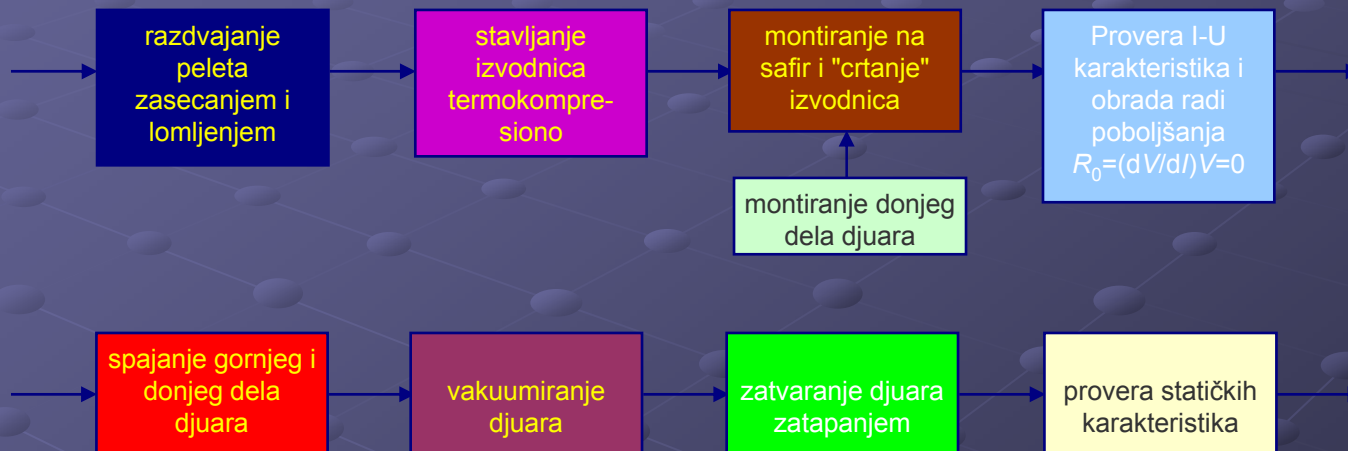 razdvajanje
peleta
zasecanjem i
lomljenjem
stavljanje
izvodnica
termokompre-
siono
montiranje na
safir i "crtanje"
izvodnica
Provera I-U
karakteristika i
obrada radi
poboljšanja
R₀=(dV/dI)V=0
montiranje donjeg
dela djuara
spajanje gornjeg i
donjeg dela
djuara
vakuumiranje
djuara
zatvaranje djuara
zatapanjem
provera statičkih
karakteristika